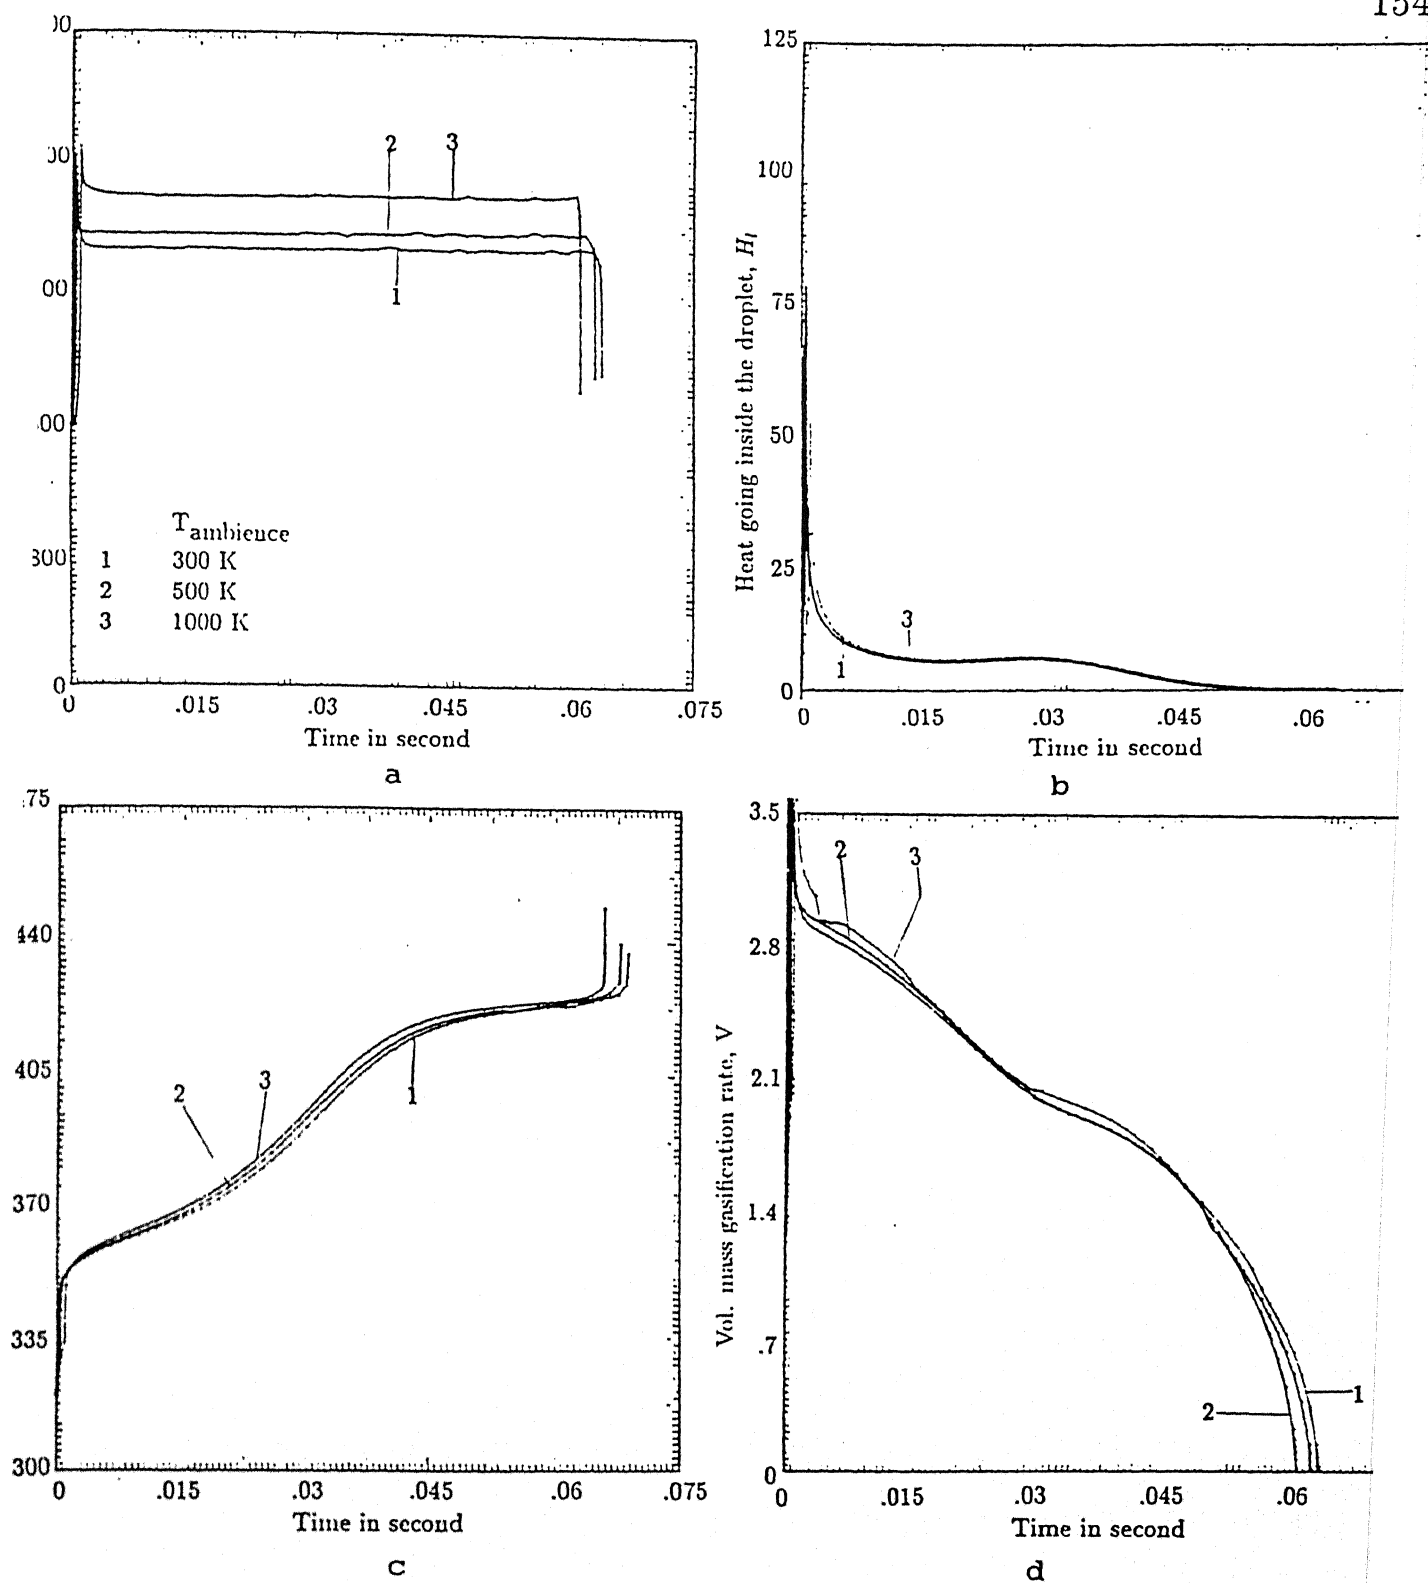 154
00
00
00
00
300
0
2 3
1
T ambience
1 300 K
2 500 K
3 1000 K
0 .015 .03 .045 .06 .075
Time in second
a
125
100
75
50
25
0
Heat going inside the droplet, H_l
3
1
0 .015 .03 .045 .06
Time in second
b
.75
440
405
370
335
300
2 3
1
0 .015 .03 .045 .06 .075
Time in second
c
3.5
2.8
2.1
1.4
.7
0
Vol. mass gasification rate, V
2 3
2 1
0 .015 .03 .045 .06
Time in second
d